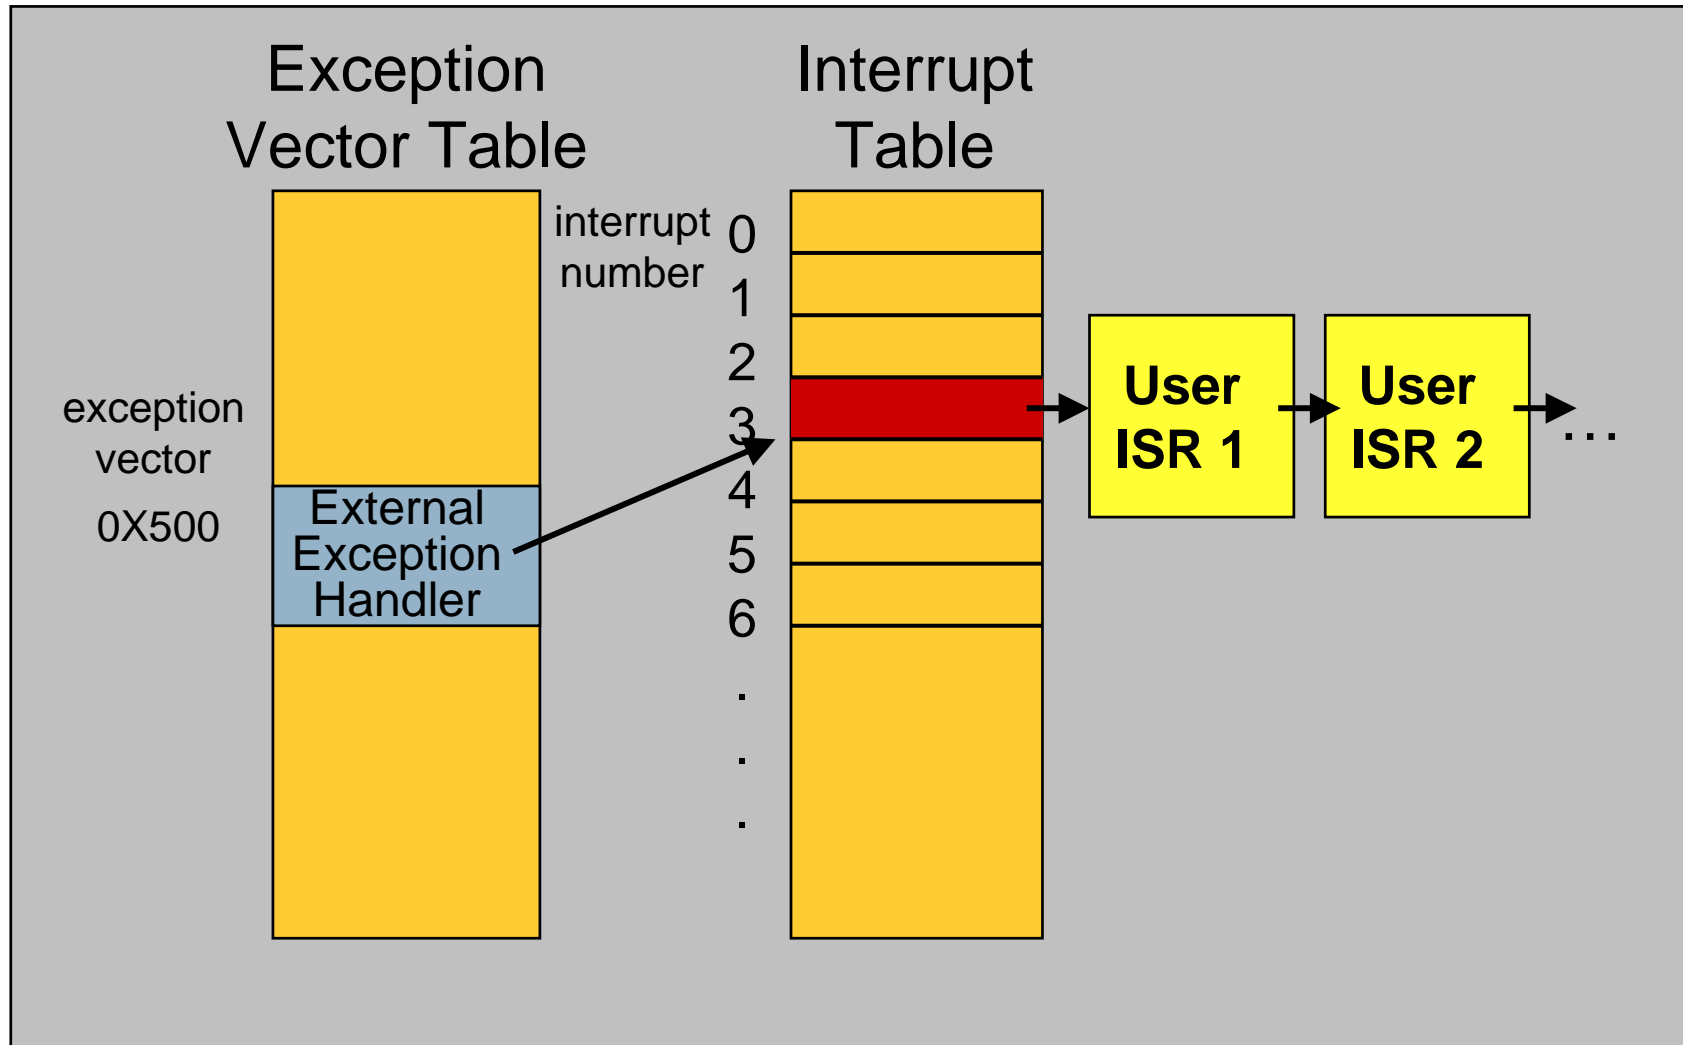 Exception
Vector Table
Interrupt
Table
interrupt
number
0
1
2
3
4
5
6
.
.
.
exception
vector
0X500
External
Exception
Handler
User
ISR 1
User
ISR 2
...